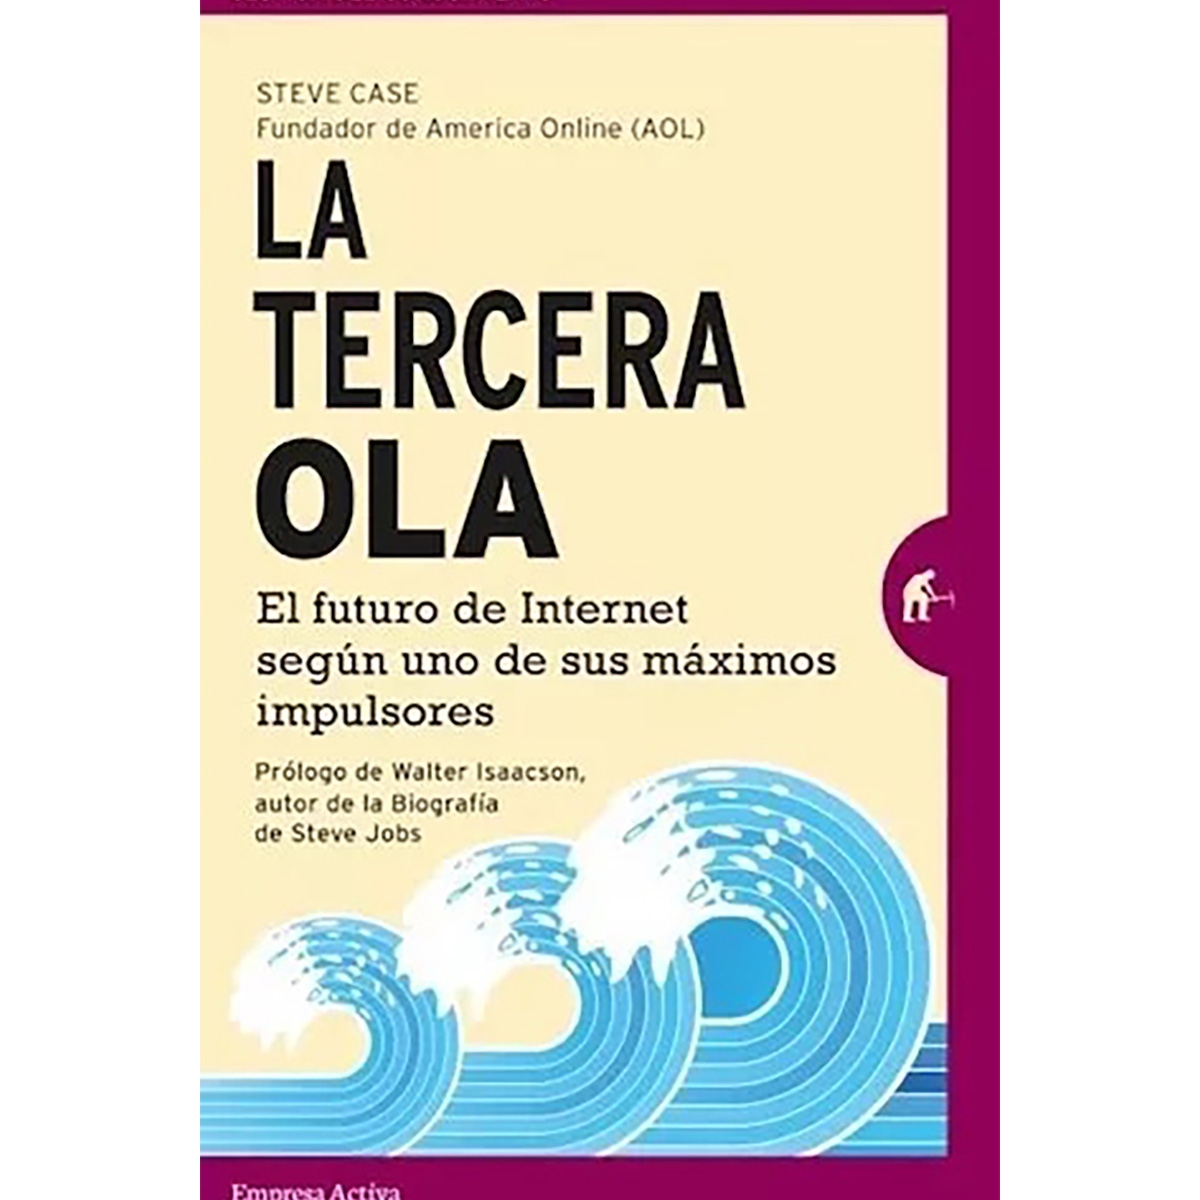 STEVE CASE
Fundador de America Online (AOL)
LA
TERCERA
OLA
El futuro de Internet
según uno de sus máximos
impulsores
Prólogo de Walter Isaacson,
autor de la Biografía
de Steve Jobs
Empresa Activa